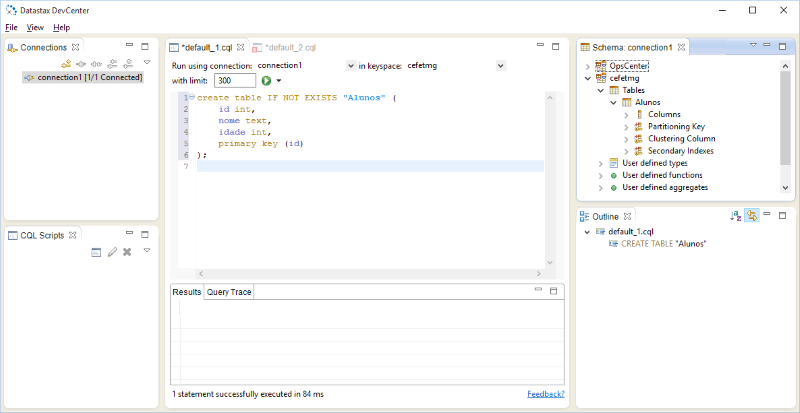 Datastax DevCenter
File View Help
Connections
connection1 [1/1 Connected]
CQL Scripts
*default_1.cql
*default_2.cql
Run using connection: connection1 in keyspace: cefetmg
with limit: 300
1 create table IF NOT EXISTS "Alunos" (
2 id int,
3 nome text,
4 idade int,
5 primary key (id)
6 );
7
Results Query Trace
1 statement successfully executed in 84 ms
Feedback?
Schema: connection1
OpsCenter
cefetmg
Tables
Alunos
Columns
Partitioning Key
Clustering Column
Secondary Indexes
User defined types
User defined functions
User defined aggregates
Outline
default_1.cql
CREATE TABLE "Alunos"